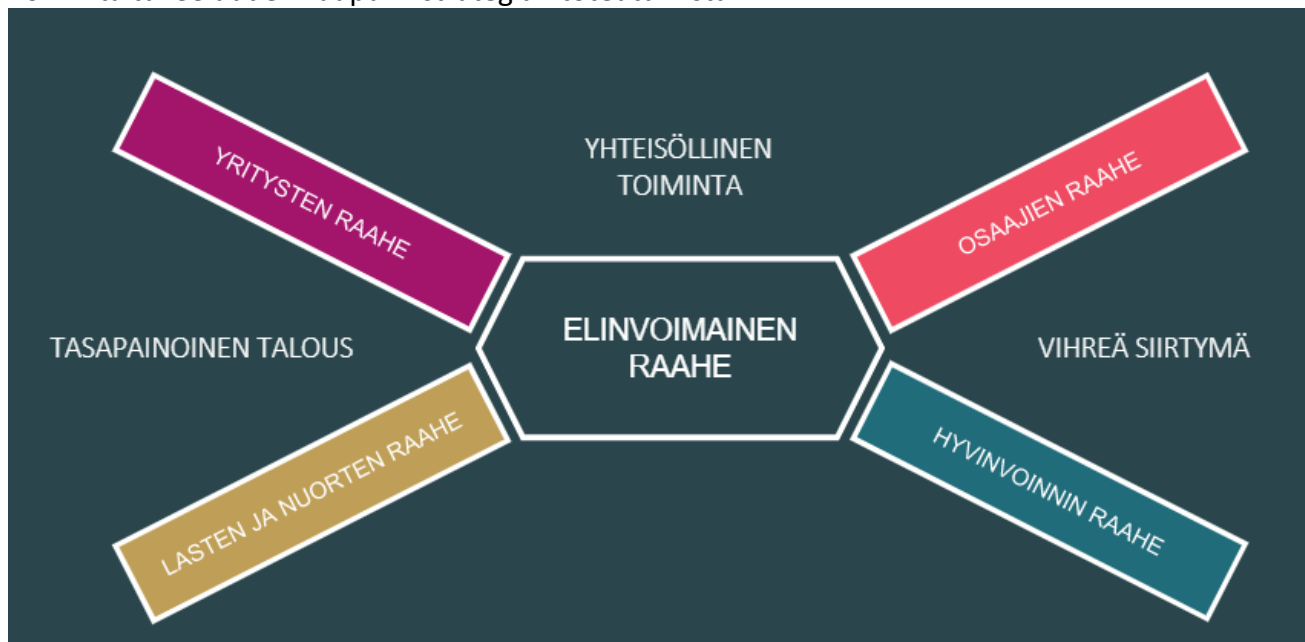 YRITYSTEN RAAHE
YHTEISÖLLINEN
TOIMINTA
OSAAJIEN RAAHE
TASAPAINOINEN TALOUS
ELINVOIMAINEN
RAAHE
VIHREÄ SIIRTYMÄ
LASTEN JA NUORTEN RAAHE
HYVINVOINNIN RAAHE